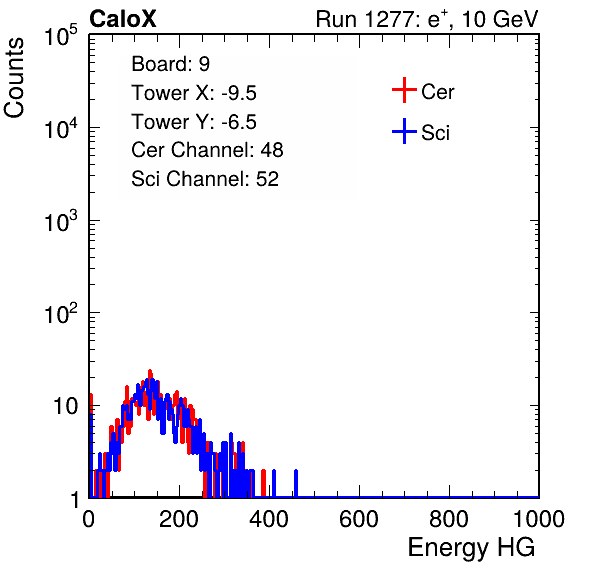 CaloX Run 1277: e⁺, 10 GeV
Counts
10⁵
10⁴
10³
10²
10
1
Board: 9
Tower X: -9.5
Tower Y: -6.5
Cer Channel: 48
Sci Channel: 52
Cer
Sci
0 200 400 600 800 1000
Energy HG